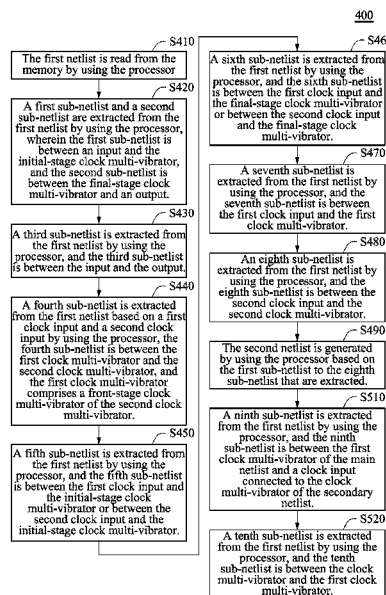 400
S410
The first netlist is read from the
memory by using the processor
S420
A first sub-netlist and a second
sub-netlist are extracted from the
first netlist by using the processor,
wherein the first sub-netlist is
between an input and the
initial-stage clock multi-vibrator,
and the second sub-netlist is
between the final-stage clock
multi-vibrator and an output.
S430
A third sub-netlist is extracted
from the first netlist by using the
processor, and the third sub-netlist
is between the input and the output.
S440
A fourth sub-netlist is extracted
from the first netlist based on a first
clock input and a second clock
input by using the processor, the
fourth sub-netlist is between the
first clock multi-vibrator and the
second clock multi-vibrator, and
the first clock multi-vibrator
comprises a front-stage clock
multi-vibrator of the second clock
multi-vibrator.
S450
A fifth sub-netlist is extracted
from the first netlist by using the
processor, and the fifth sub-netlist
is between the first clock input and
the initial-stage clock
multi-vibrator or between the
second clock input and the
initial-stage clock multi-vibrator.
S46
A sixth sub-netlist is extracted from
the first netlist by using the
processor, and the sixth sub-netlist
is between the first clock input and
the final-stage clock multi-vibrator
or between the second clock input
and the final-stage clock
multi-vibrator.
S470
A seventh sub-netlist is
extracted from the first netlist by
using the processor, and the
seventh sub-netlist is between
the first clock input and the first
clock multi-vibrator.
S480
An eighth sub-netlist is
extracted from the first netlist by
using the processor, and the
eighth sub-netlist is between the
second clock input and the
second clock multi-vibrator.
S490
The second netlist is generated
by using the processor based on
the first sub-netlist to the eighth
sub-netlist that are extracted.
S510
A ninth sub-netlist is extracted
from the first netlist by using the
processor, and the ninth
sub-netlist is between the first
clock multi-vibrator of the main
netlist and a clock input
connected to the clock
multi-vibrator of the secondary
netlist.
S520
A tenth sub-netlist is extracted
from the first netlist by using
the processor, and the tenth
sub-netlist is between the clock
multi-vibrator and the first clock
multi-vibrator.